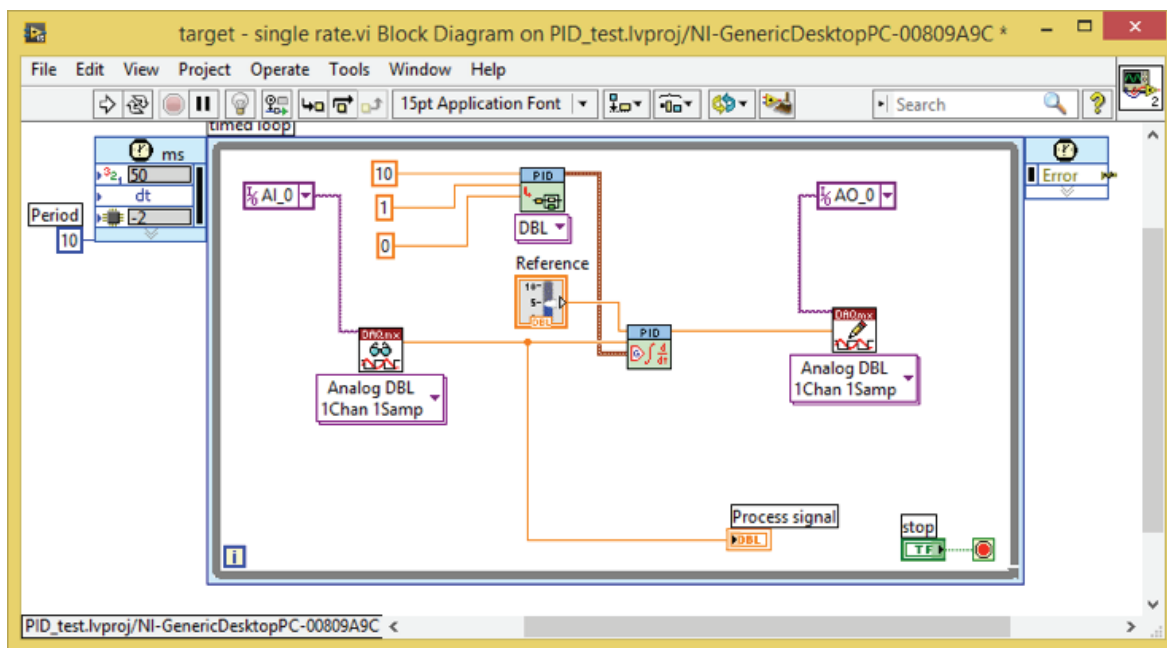 target - single rate.vi Block Diagram on PID_test.lvproj/NI-GenericDesktopPC-00809A9C *
File Edit View Project Operate Tools Window Help
15pt Application Font
Search
2
timed loop
ms
50
dt
-2
Period
10
AI_0
10
1
0
PID
DBL
Reference
10
5
DBL
DAQmx
Analog DBL
1Chan 1Samp
PID
AO_0
DAQmx
Analog DBL
1Chan 1Samp
Error
Process signal
DBL
stop
TF
i
PID_test.lvproj/NI-GenericDesktopPC-00809A9C